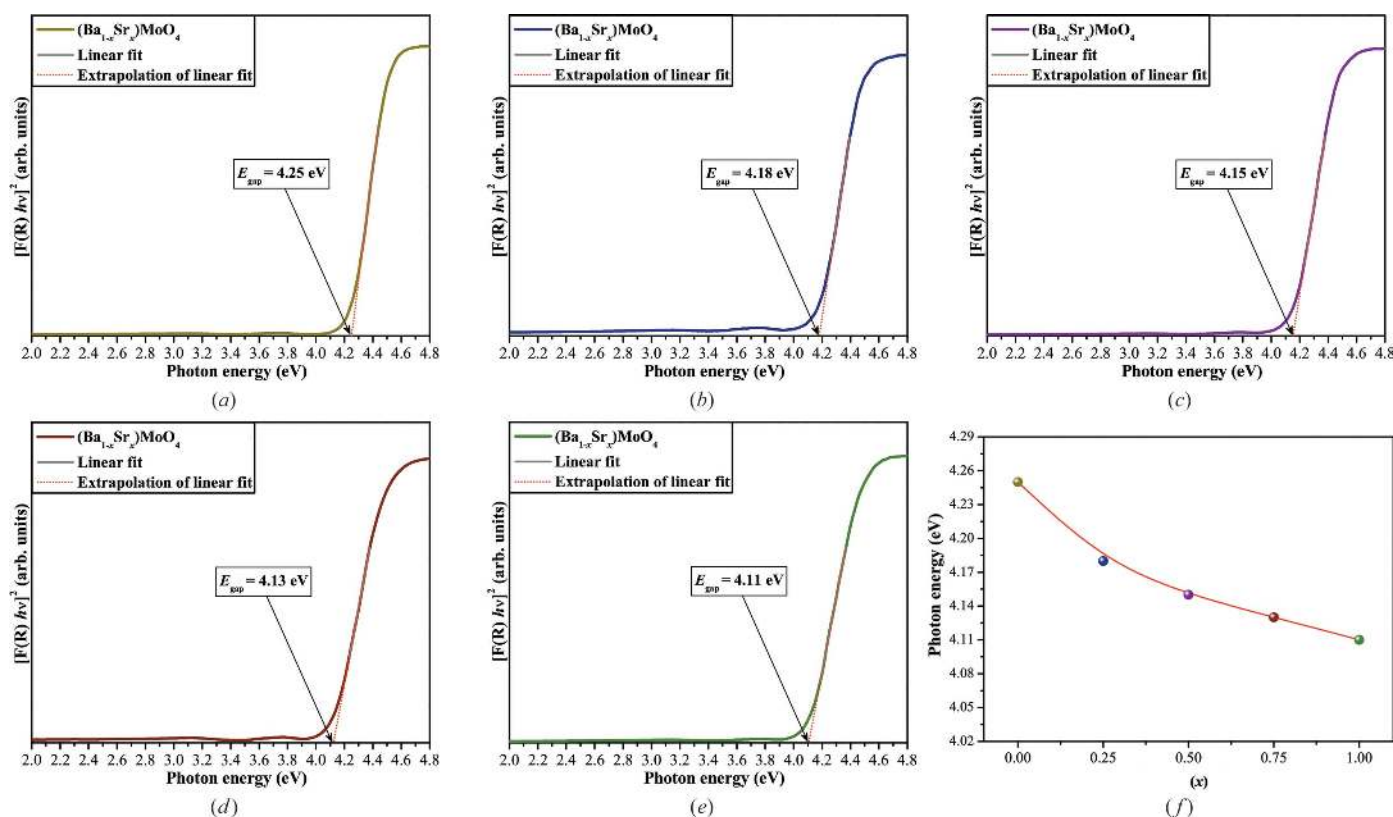 (Ba₁₋ₓSrₓ)MoO₄
Linear fit
Extrapolation of linear fit
[F(R) hν]² (arb. units)
E_gap = 4.25 eV
2.0 2.2 2.4 2.6 2.8 3.0 3.2 3.4 3.6 3.8 4.0 4.2 4.4 4.6 4.8
Photon energy (eV)
(a)
(Ba₁₋ₓSrₓ)MoO₄
Linear fit
Extrapolation of linear fit
[F(R) hν]² (arb. units)
E_gap = 4.18 eV
2.0 2.2 2.4 2.6 2.8 3.0 3.2 3.4 3.6 3.8 4.0 4.2 4.4 4.6 4.8
Photon energy (eV)
(b)
(Ba₁₋ₓSrₓ)MoO₄
Linear fit
Extrapolation of linear fit
[F(R) hν]² (arb. units)
E_gap = 4.15 eV
2.0 2.2 2.4 2.6 2.8 3.0 3.2 3.4 3.6 3.8 4.0 4.2 4.4 4.6 4.8
Photon energy (eV)
(c)
(Ba₁₋ₓSrₓ)MoO₄
Linear fit
Extrapolation of linear fit
[F(R) hν]² (arb. units)
E_gap = 4.13 eV
2.0 2.2 2.4 2.6 2.8 3.0 3.2 3.4 3.6 3.8 4.0 4.2 4.4 4.6 4.8
Photon energy (eV)
(d)
(Ba₁₋ₓSrₓ)MoO₄
Linear fit
Extrapolation of linear fit
[F(R) hν]² (arb. units)
E_gap = 4.11 eV
2.0 2.2 2.4 2.6 2.8 3.0 3.2 3.4 3.6 3.8 4.0 4.2 4.4 4.6 4.8
Photon energy (eV)
(e)
4.29
4.26
4.23
4.20
4.17
4.14
4.11
4.08
4.05
4.02
Photon energy (eV)
0.00 0.25 0.50 0.75 1.00
(x)
(f)